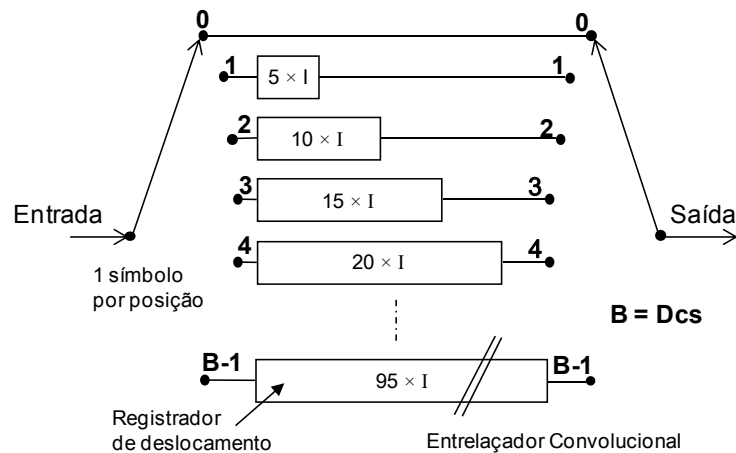 0 0
1 5 × I 1
2 10 × I 2
3 15 × I 3
Entrada Saída
4 20 × I 4
1 símbolo
por posição
B = Dcs
B-1 95 × I B-1
Registrador
de deslocamento
Entrelaçador Convolucional